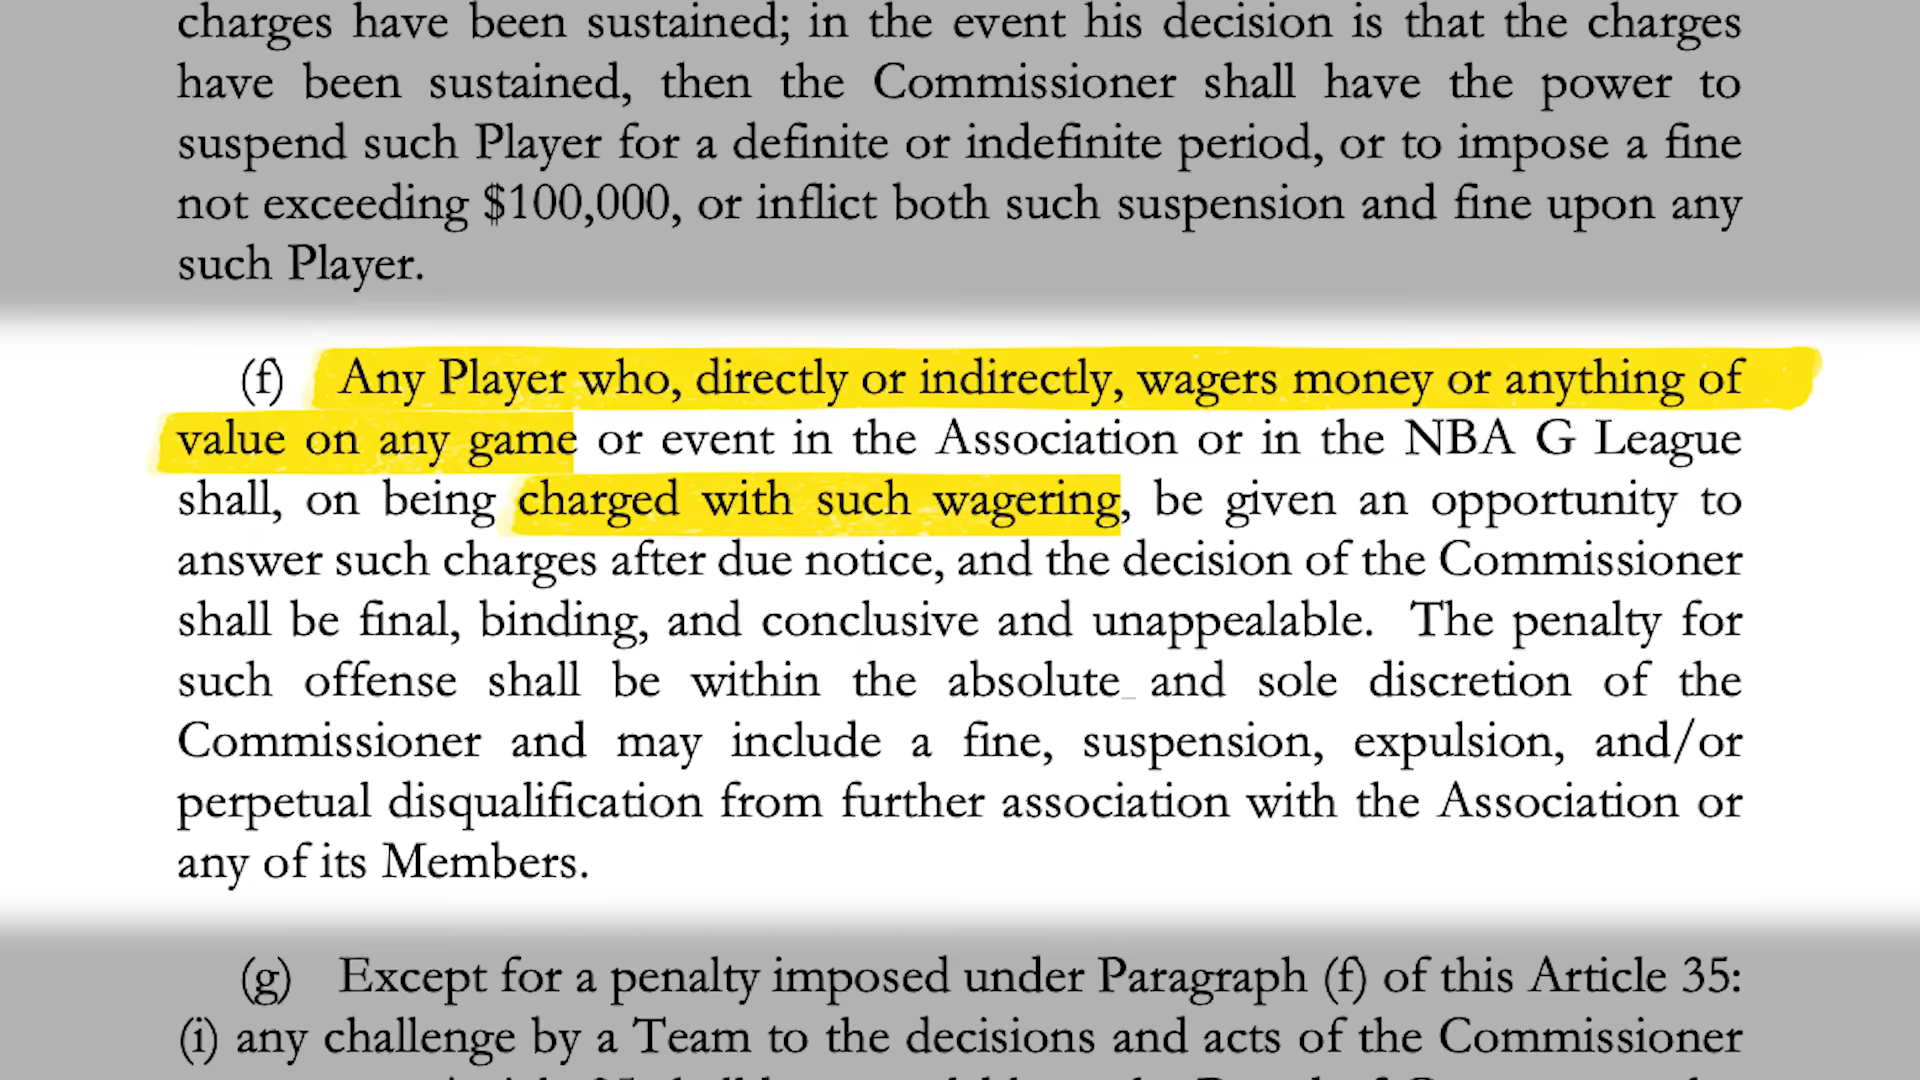 charges have been sustained; in the event his decision is that the charges
have been sustained, then the Commissioner shall have the power to
suspend such Player for a definite or indefinite period, or to impose a fine
not exceeding $100,000, or inflict both such suspension and fine upon any
such Player.
(f) Any Player who, directly or indirectly, wagers money or anything of
value on any game or event in the Association or in the NBA G League
shall, on being charged with such wagering, be given an opportunity to
answer such charges after due notice, and the decision of the Commissioner
shall be final, binding, and conclusive and unappealable. The penalty for
such offense shall be within the absolute and sole discretion of the
Commissioner and may include a fine, suspension, expulsion, and/or
perpetual disqualification from further association with the Association or
any of its Members.
(g) Except for a penalty imposed under Paragraph (f) of this Article 35:
(i) any challenge by a Team to the decisions and acts of the Commissioner